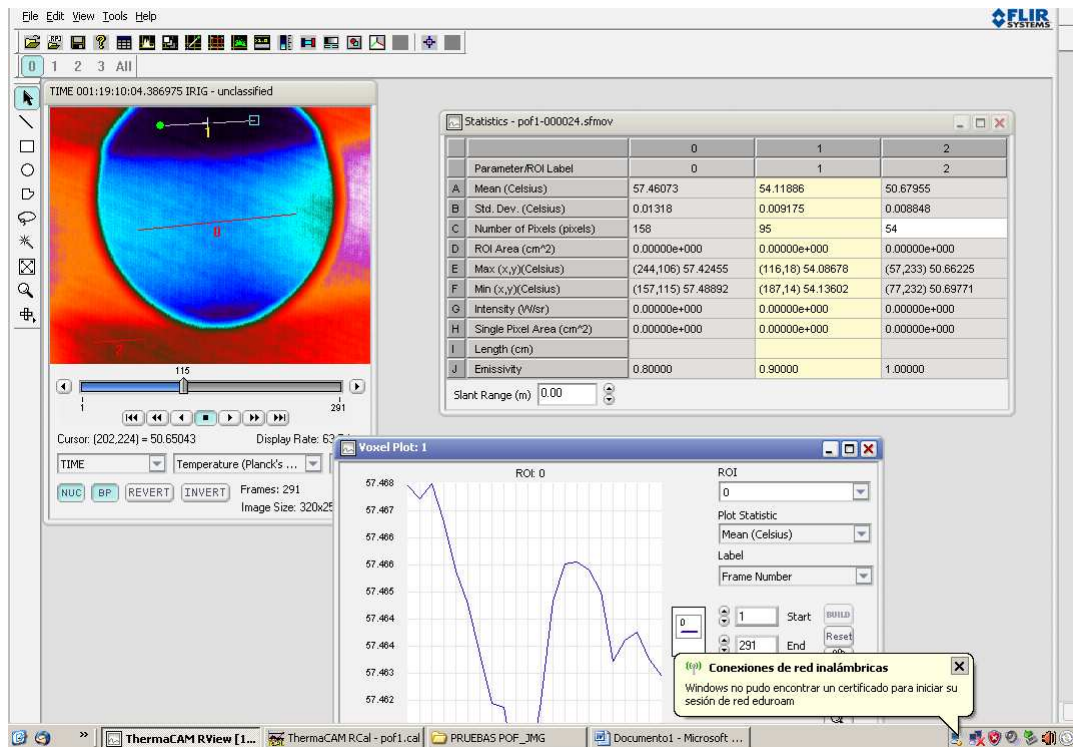 File Edit View Tools Help
FLIR SYSTEMS
0 1 2 3 All
TIME 001:19:10:04.386975 IRIG - unclassified
1
0
2
115
1 291
Cursor: (202,224) = 50.65043 Display Rate:
TIME Temperature (Planck's ...
NUC BP REVERT INVERT Frames: 291
Image Size:
Statistics - pof1-000024.sfmov
0 1 2
Parameter/ROI Label 0 1 2
A Mean (Celsius) 57.46073 54.11886 50.67955
B Std. Dev. (Celsius) 0.01318 0.009175 0.008848
C Number of Pixels (pixels) 158 95 54
D ROI Area (cm^2) 0.00000e+000 0.00000e+000 0.00000e+000
E Max (x,y)(Celsius) (244,106) 57.42455 (116,18) 54.08678 (57,233) 50.66225
F Min (x,y)(Celsius) (157,115) 57.48892 (187,14) 54.13602 (77,232) 50.69771
G Intensity (W/sr) 0.00000e+000 0.00000e+000 0.00000e+000
H Single Pixel Area (cm^2) 0.00000e+000 0.00000e+000 0.00000e+000
I Length (cm)
J Emissivity 0.80000 0.90000 1.00000
Slant Range (m) 0.00
Voxel Plot: 1
ROI: 0
57.468
57.467
57.466
57.466
57.465
57.464
57.464
57.463
57.462
ROI
0
Plot Statistic
Mean (Celsius)
Label
Frame Number
0
1 Start BUILD
291 End Reset
Conexiones de red inalámbricas
Windows no pudo encontrar un certificado para iniciar su
sesión de red eduroam
ThermaCAM RView [1... ThermaCAM RCal - pof1.cal PRUEBAS POF_JMG Documento1 - Microsoft ...